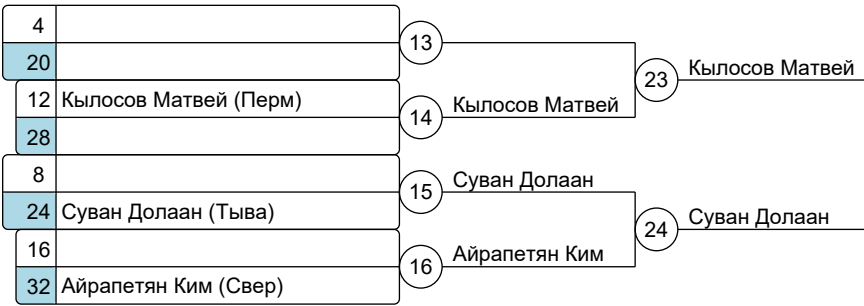 4
13
20
23 Кылосов Матвей
12 Кылосов Матвей (Перм)
14 Кылосов Матвей
28
8
15 Суван Долаан
24 Суван Долаан (Тыва)
24 Суван Долаан
16
16 Айрапетян Ким
32 Айрапетян Ким (Свер)